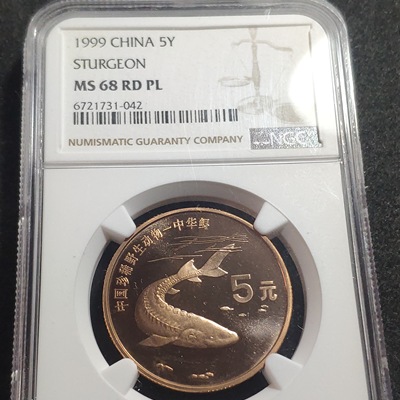 1999 CHINA 5Y
STURGEON
MS 68 RD PL
6721731-042
NUMISMATIC GUARANTY COMPANY
NGC
中国珍稀野生动物—中华鲟
5元